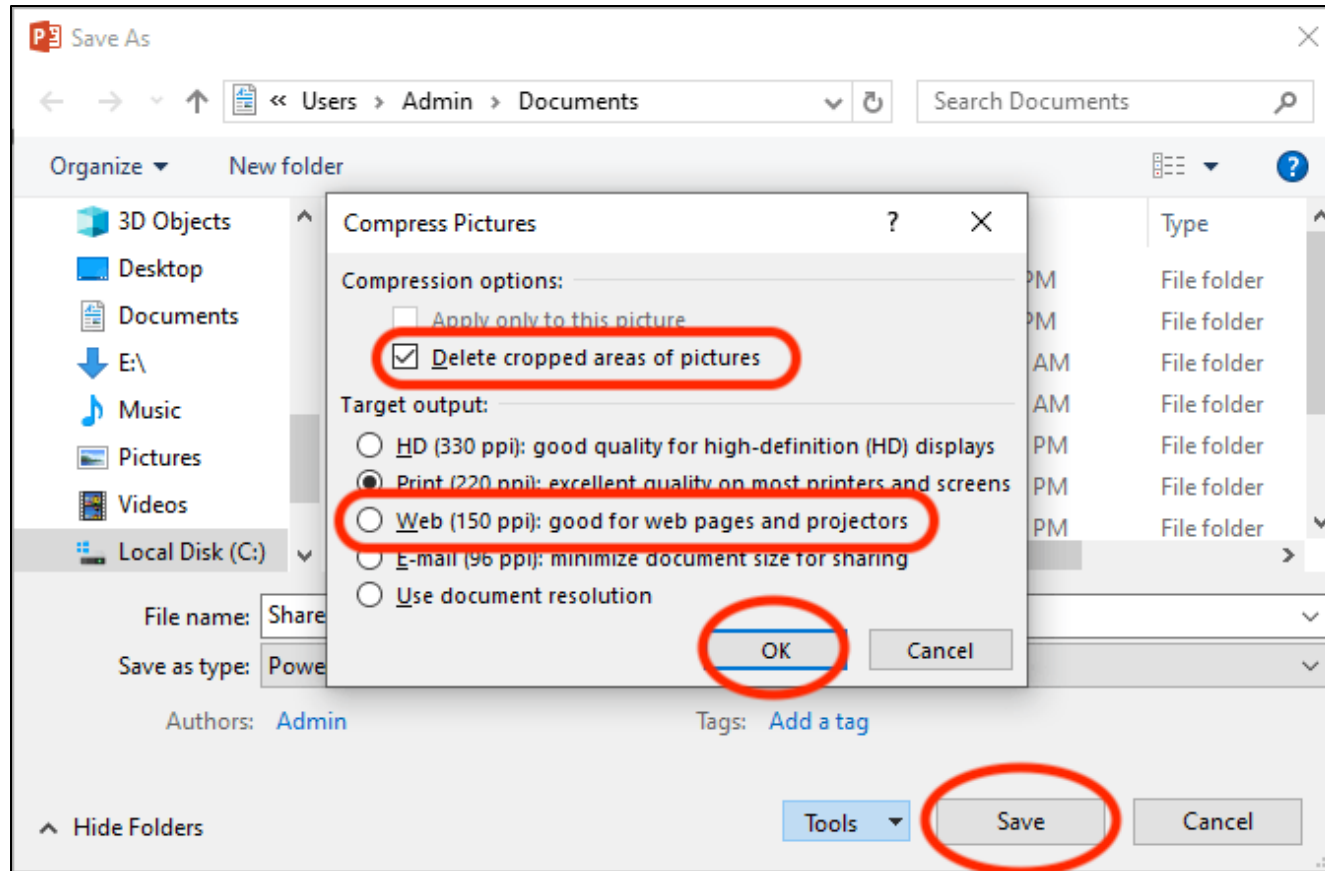 Save As
« Users > Admin > Documents
Search Documents
Organize
New folder
?
3D Objects
Desktop
Documents
E:\
Music
Pictures
Videos
Local Disk (C:)
Compress Pictures ?
Compression options:
Apply only to this picture
Delete cropped areas of pictures
Target output:
HD (330 ppi): good quality for high-definition (HD) displays
Print (220 ppi): excellent quality on most printers and screens
Web (150 ppi): good for web pages and projectors
E-mail (96 ppi): minimize document size for sharing
Use document resolution
OK Cancel
Type
PM File folder
PM File folder
AM File folder
AM File folder
PM File folder
PM File folder
PM File folder
File name: Share
Save as type: Powe
Authors: Admin Tags: Add a tag
Hide Folders Tools Save Cancel